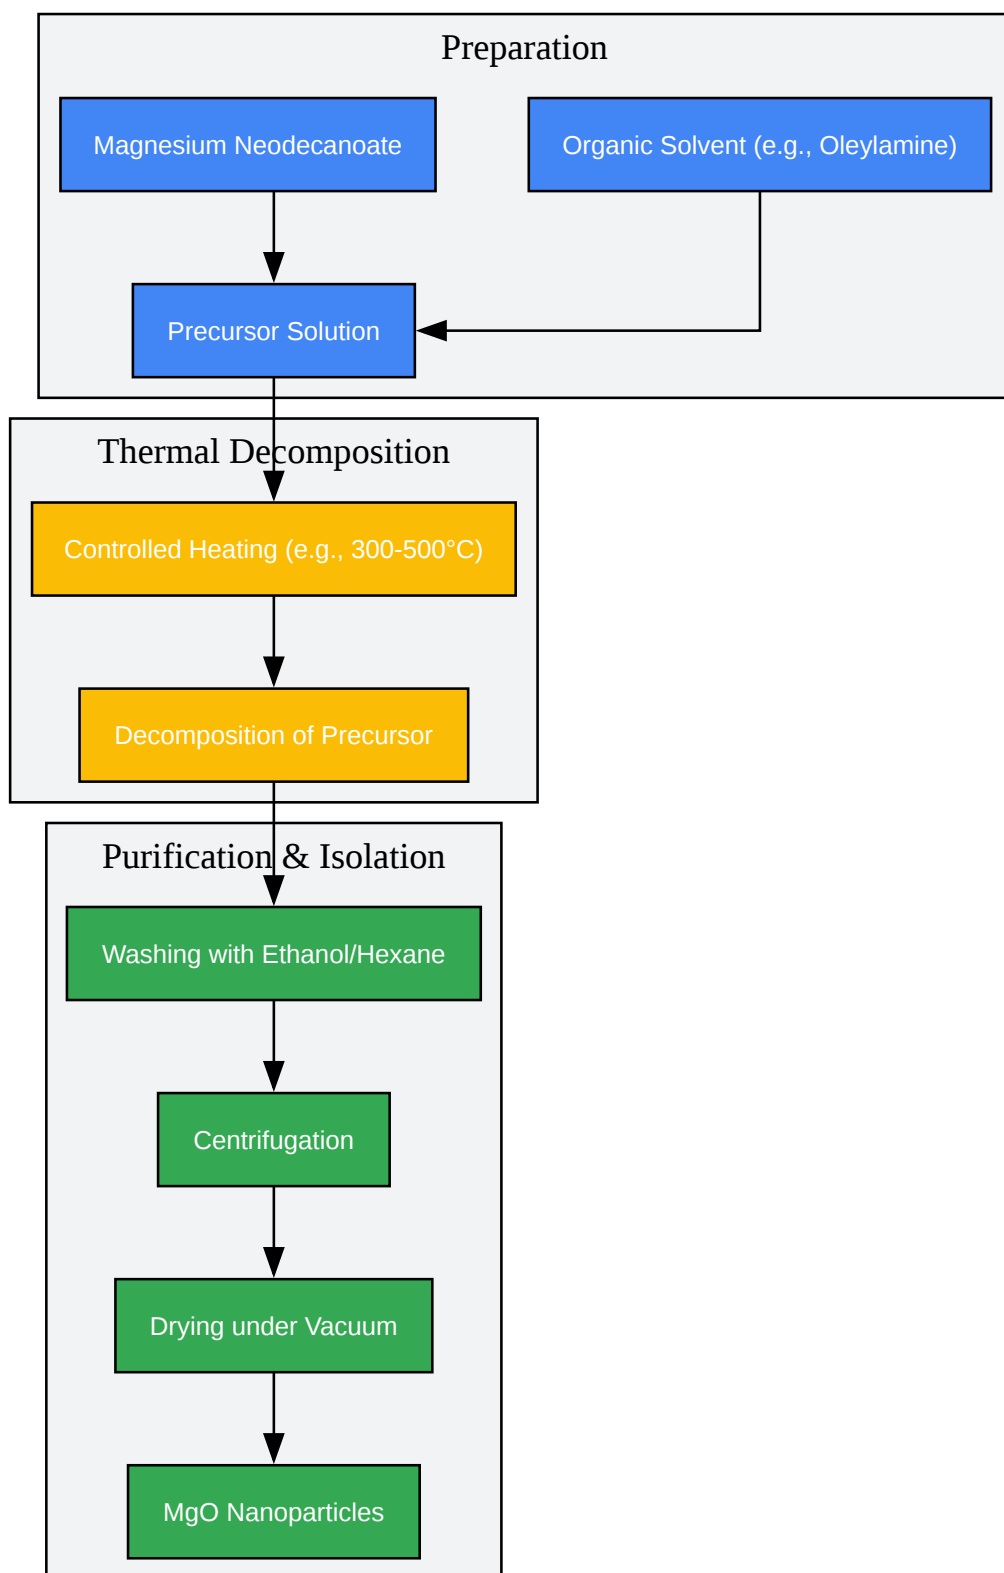 Preparation
Magnesium Neodecanoate
Organic Solvent (e.g., Oleylamine)
Precursor Solution
Thermal Decomposition
Controlled Heating (e.g., 300-500°C)
Decomposition of Precursor
Purification & Isolation
Washing with Ethanol/Hexane
Centrifugation
Drying under Vacuum
MgO Nanoparticles